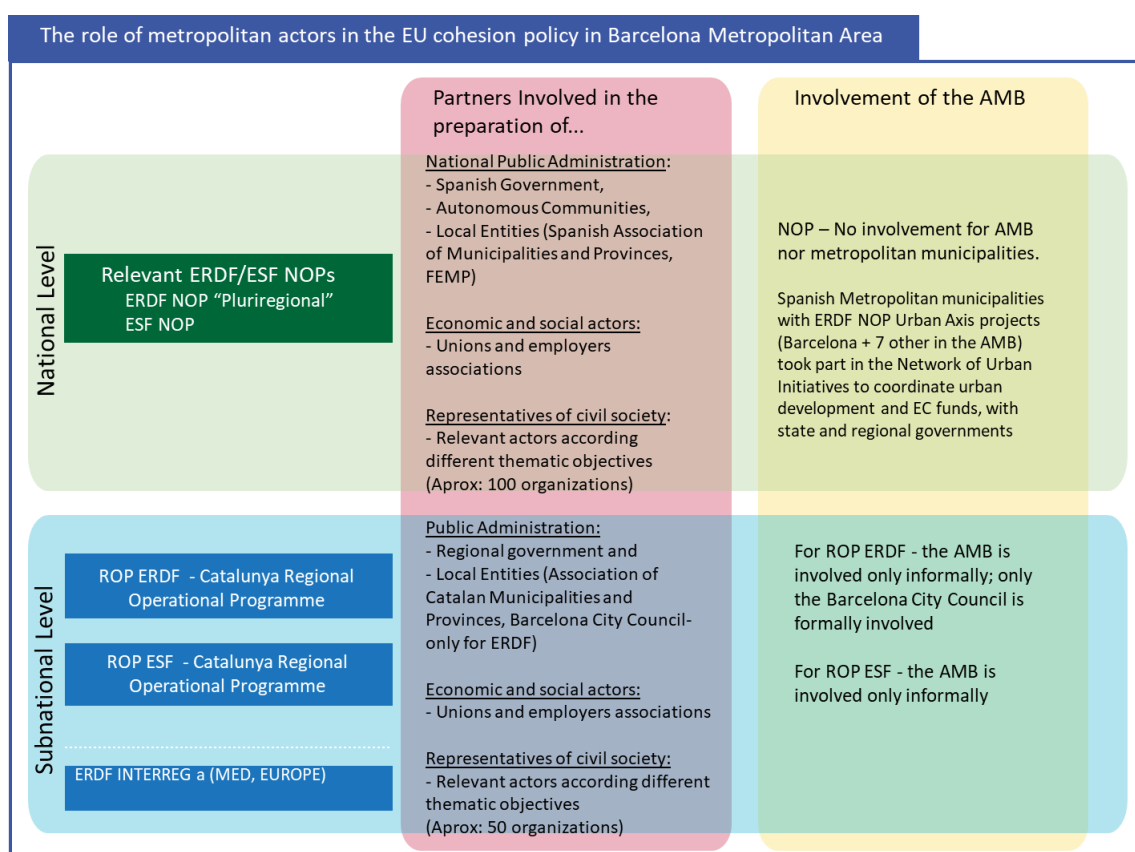 The role of metropolitan actors in the EU cohesion policy in Barcelona Metropolitan Area
Partners Involved in the
preparation of...
Involvement of the AMB
National Level
Relevant ERDF/ESF NOPs
ERDF NOP “Pluriregional”
ESF NOP
National Public Administration:
- Spanish Government,
- Autonomous Communities,
- Local Entities (Spanish Association
of Municipalities and Provinces,
FEMP)
Economic and social actors:
- Unions and employers
associations
Representatives of civil society:
- Relevant actors according
different thematic objectives
(Aprox: 100 organizations)
NOP – No involvement for AMB
nor metropolitan municipalities.
Spanish Metropolitan municipalities
with ERDF NOP Urban Axis projects
(Barcelona + 7 other in the AMB)
took part in the Network of Urban
Initiatives to coordinate urban
development and EC funds, with
state and regional governments
Subnational Level
ROP ERDF - Catalunya Regional
Operational Programme
ROP ESF - Catalunya Regional
Operational Programme
ERDF INTERREG a (MED, EUROPE)
Public Administration:
- Regional government and
- Local Entities (Association of
Catalan Municipalities and
Provinces, Barcelona City Council-
only for ERDF)
Economic and social actors:
- Unions and employers associations
Representatives of civil society:
- Relevant actors according different
thematic objectives
(Aprox: 50 organizations)
For ROP ERDF - the AMB is
involved only informally; only
the Barcelona City Council is
formally involved
For ROP ESF - the AMB is
involved only informally